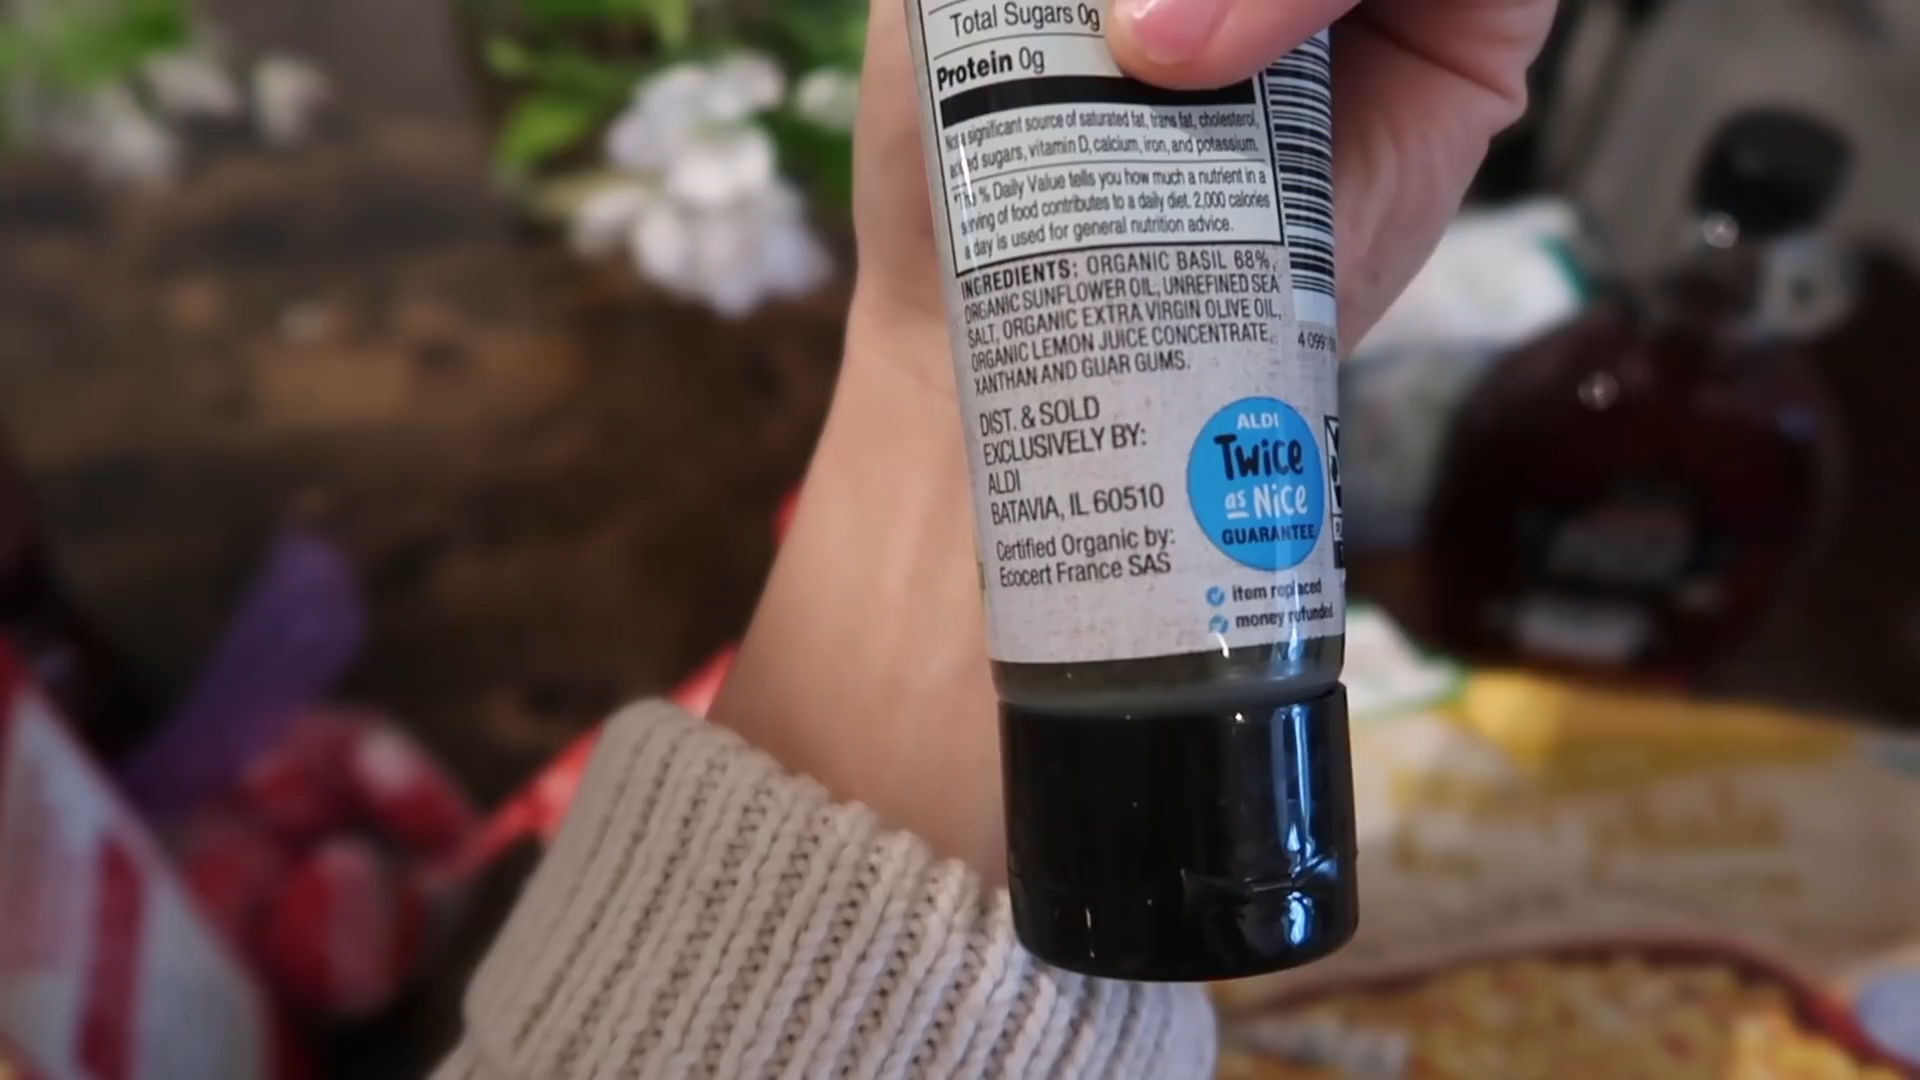 Total Sugars 0g
Protein 0g
Not a significant source of saturated fat, trans fat, cholesterol,
added sugars, vitamin D, calcium, iron, and potassium.
% Daily Value tells you how much a nutrient in a
serving of food contributes to a daily diet. 2,000 calories
a day is used for general nutrition advice.
INGREDIENTS: ORGANIC BASIL 68%,
ORGANIC SUNFLOWER OIL, UNREFINED SEA
SALT, ORGANIC EXTRA VIRGIN OLIVE OIL,
ORGANIC LEMON JUICE CONCENTRATE,
XANTHAN AND GUAR GUMS.
DIST. & SOLD
EXCLUSIVELY BY:
ALDI
BATAVIA, IL 60510
Certified Organic by:
Ecocert France SAS
ALDI
Twice
as Nice
GUARANTEE
item replaced
money refunded
4 099